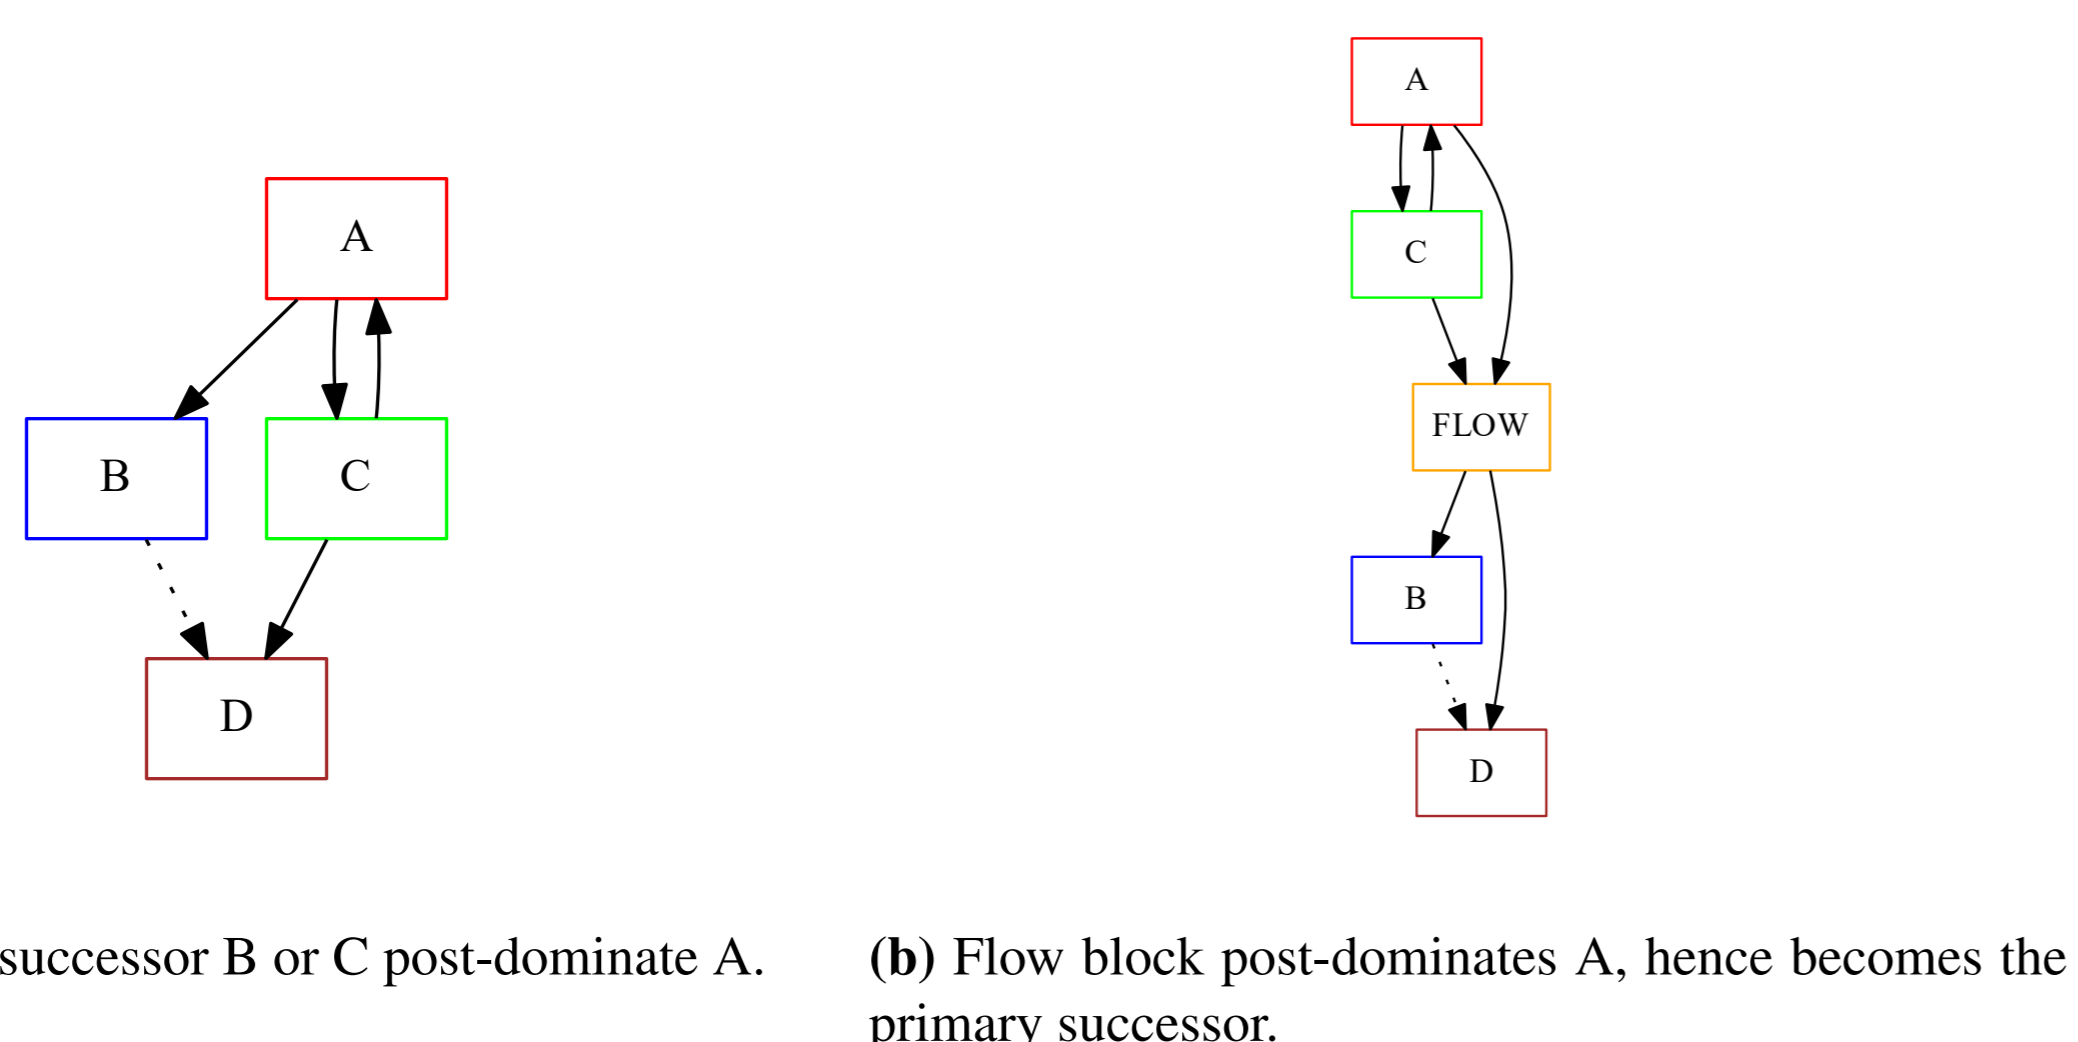 A
B
C
D
successor B or C post-dominate A.
A
C
FLOW
B
D
(b) Flow block post-dominates A, hence becomes the
primary successor.